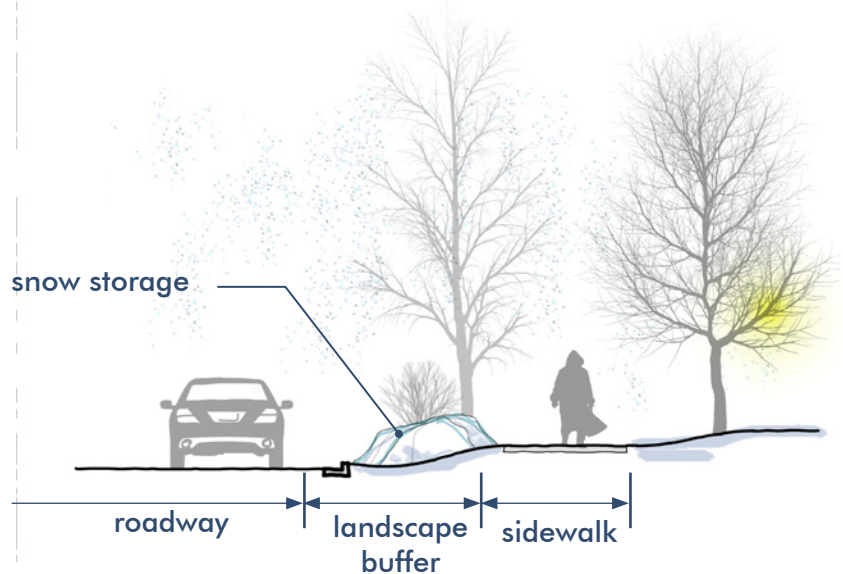 snow storage
roadway
landscape
buffer
sidewalk